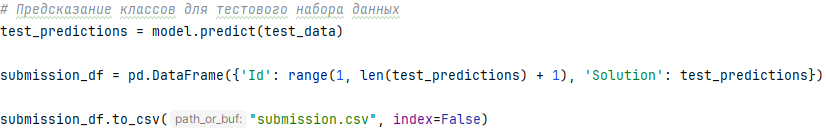 # Предсказание классов для тестового набора данных
test_predictions = model.predict(test_data)
submission_df = pd.DataFrame({'Id': range(1, len(test_predictions) + 1), 'Solution': test_predictions})
submission_df.to_csv( path_or_buf: "submission.csv", index=False)